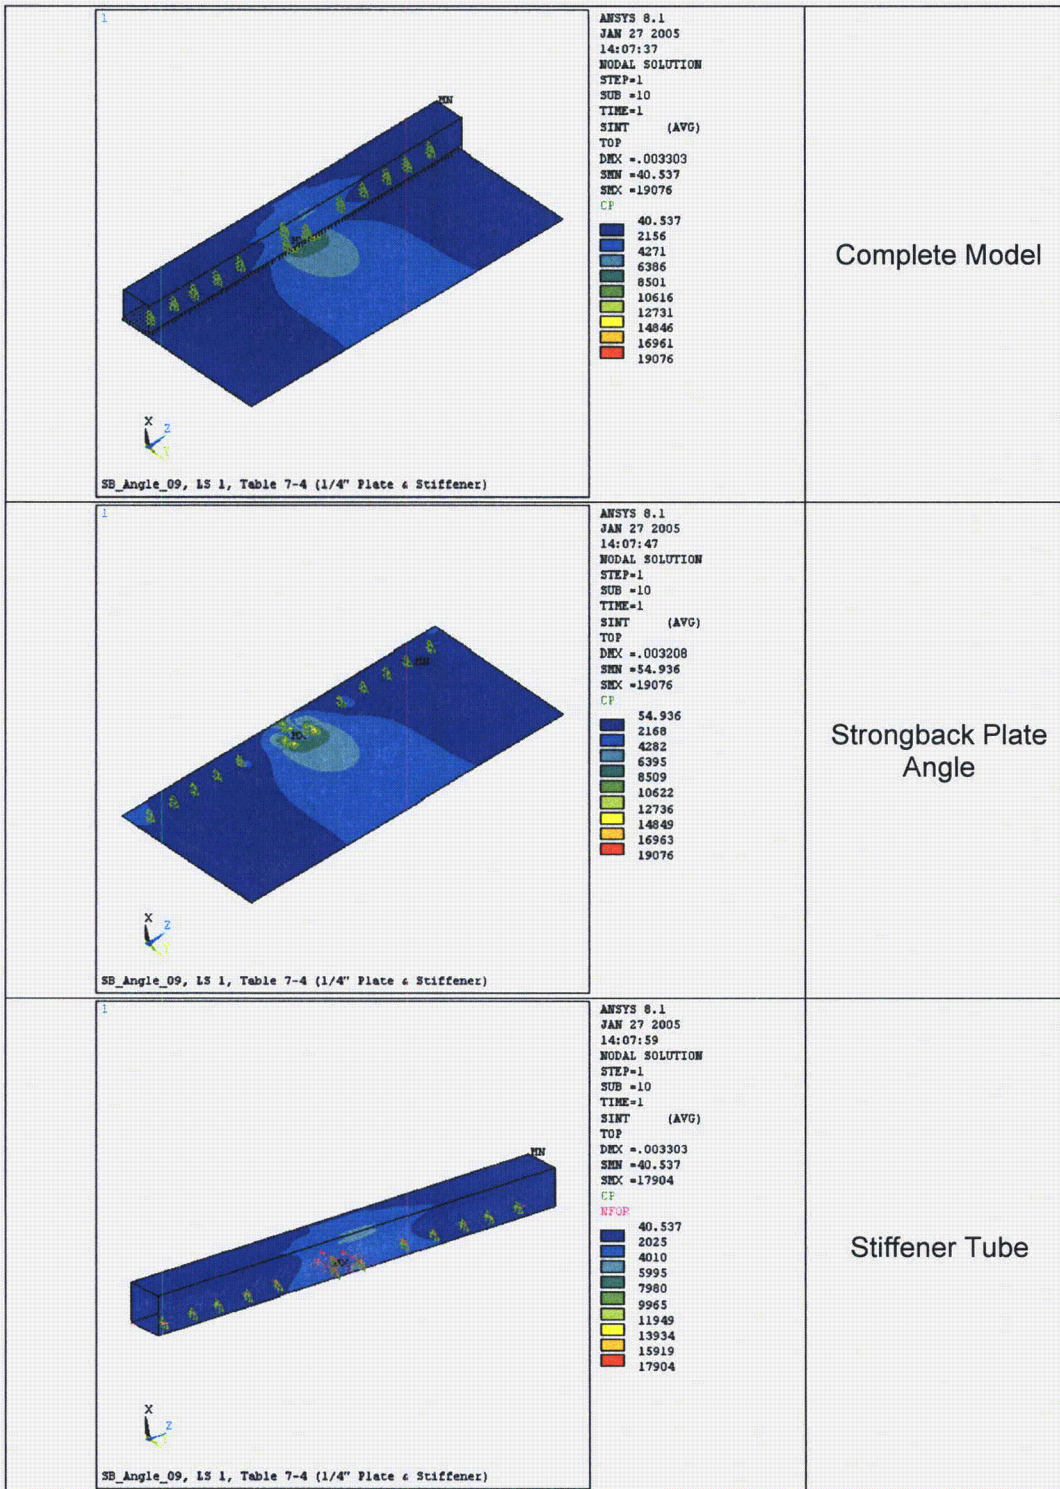 1
ANSYS 8.1
JAN 27 2005
14:07:37
NODAL SOLUTION
STEP=1
SUB =10
TIME=1
SINT (AVG)
TOP
DMX =.003303
SMN =40.537
SMX =19076
CP
40.537
2156
4271
6386
8501
10616
12731
14846
16961
19076
MN
X
Z
SB_Angle_09, LS 1, Table 7-4 (1/4" Plate & Stiffener)
Complete Model
1
ANSYS 8.1
JAN 27 2005
14:07:47
NODAL SOLUTION
STEP=1
SUB =10
TIME=1
SINT (AVG)
TOP
DMX =.003208
SMN =54.936
SMX =19076
CP
54.936
2168
4282
6395
8509
10622
12736
14849
16963
19076
MN
MX
X
Z
SB_Angle_09, LS 1, Table 7-4 (1/4" Plate & Stiffener)
Strongback Plate
Angle
1
ANSYS 8.1
JAN 27 2005
14:07:59
NODAL SOLUTION
STEP=1
SUB =10
TIME=1
SINT (AVG)
TOP
DMX =.003303
SMN =40.537
SMX =17904
CP
NFOR
40.537
2025
4010
5995
7980
9965
11949
13934
15919
17904
MN
MX
X
Z
SB_Angle_09, LS 1, Table 7-4 (1/4" Plate & Stiffener)
Stiffener Tube